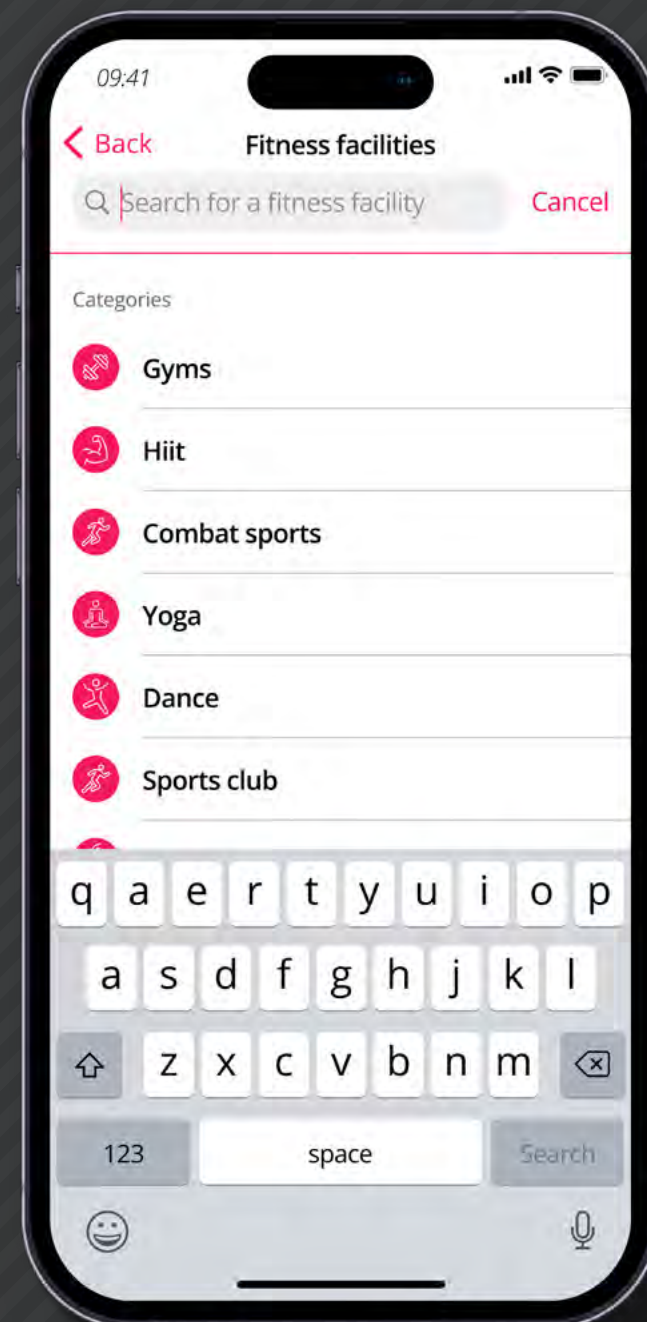 09:41
Back Fitness facilities
Search for a fitness facility Cancel
Categories
Gyms
Hiit
Combat sports
Yoga
Dance
Sports club
q a e r t y u i o p
a s d f g h j k l
z x c v b n m
123 space Search